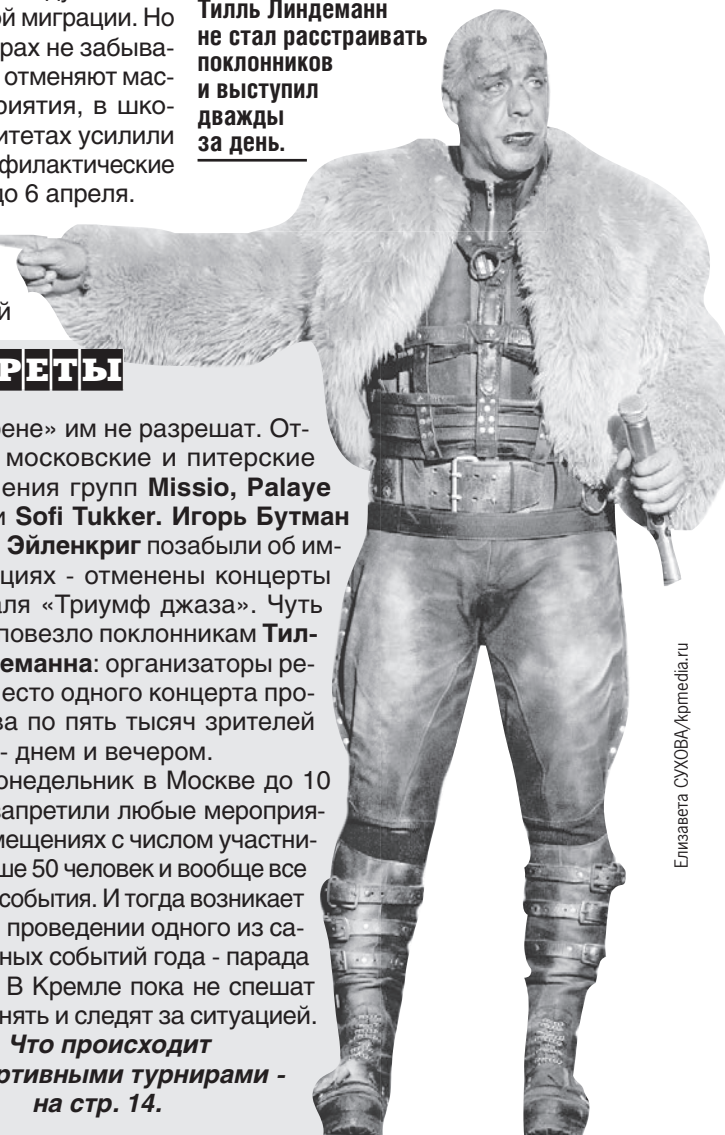 ой миграции. Но
рах не забыва-
отменяют мас-
риятия, в шко-
итетах усилили
филактические
до 6 апреля.
Тилль Линдеманн
не стал расстраивать
поклонников
и выступил
дважды
за день.
й
РЕТЫ
рене» им не разрешат. От-
московские и питерские
ения групп Missio, Palaye
и Sofi Tukker. Игорь Бутман
Эйленкриг позабыли об им-
циях - отменены концерты
аля «Триумф джаза». Чуть
повезло поклонникам Тил-
еманна: организаторы ре-
есто одного концерта про-
ва по пять тысяч зрителей
- днем и вечером.
онедельник в Москве до 10
запретили любые мероприя-
мещениях с числом участни-
ше 50 человек и вообще все
события. И тогда возникает
проведении одного из са-
ных событий года - парада
В Кремле пока не спешат
нять и следят за ситуацией.
Что происходит
ртивными турнирами -
на стр. 14.
Елизавета СУХОВА/kpmedia.ru